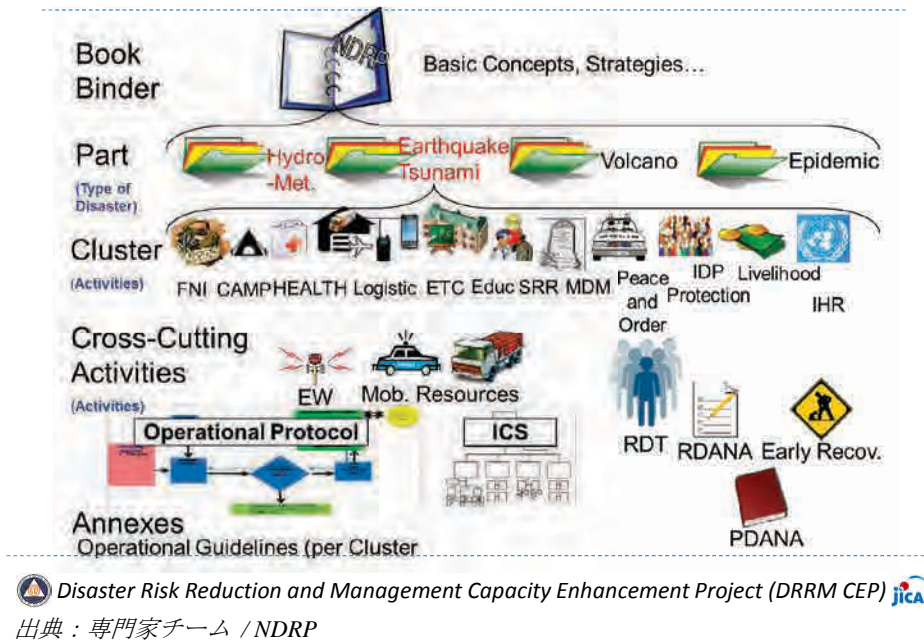 Book
Binder
NDRP
Basic Concepts, Strategies…
Part
(Type of
Disaster)
Hydro
-Met.
Earthquake
Tsunami
Volcano
Epidemic
Cluster
(Activities)
FNI CAMP HEALTH Logistic ETC Educ SRR MDM
Peace
and
Order
IDP
Protection
Livelihood
IHR
Cross-Cutting
Activities
(Activities)
EW
Mob. Resources
Operational Protocol
ICS
RDT
RDANA
Early Recov.
PDANA
Annexes
Operational Guidelines (per Cluster
Disaster Risk Reduction and Management Capacity Enhancement Project (DRRM CEP)
jica
出典：専門家チーム / NDRP